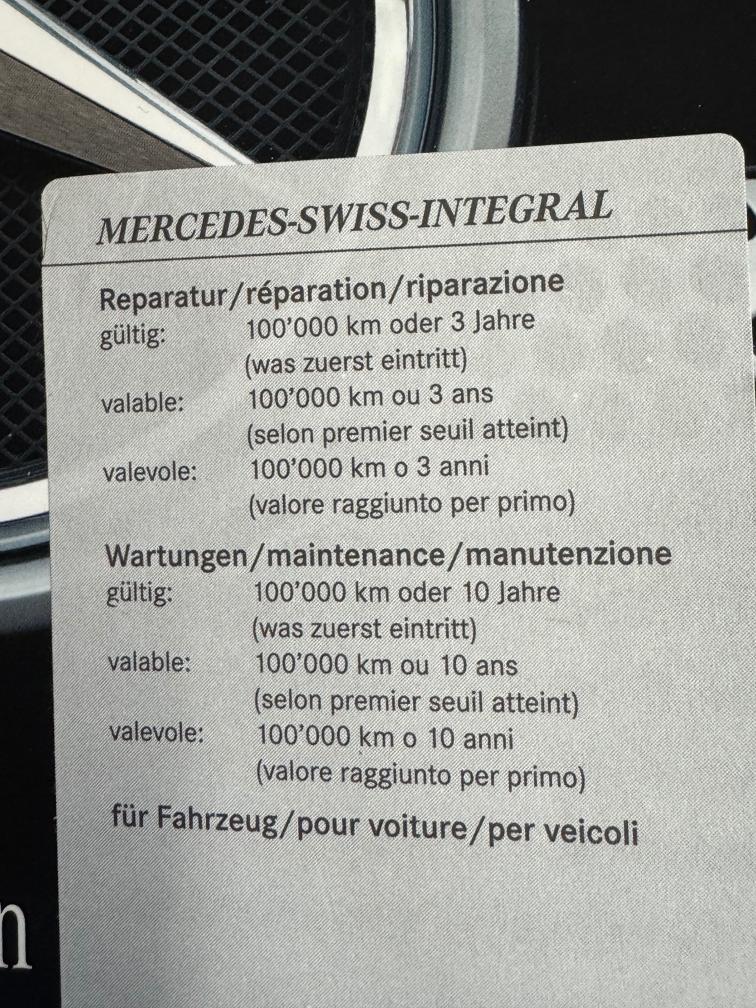 MERCEDES-SWISS-INTEGRAL
Reparatur/réparation/riparazione
gültig: 100'000 km oder 3 Jahre
(was zuerst eintritt)
valable: 100'000 km ou 3 ans
(selon premier seuil atteint)
valevole: 100'000 km o 3 anni
(valore raggiunto per primo)
Wartungen/maintenance/manutenzione
gültig: 100'000 km oder 10 Jahre
(was zuerst eintritt)
valable: 100'000 km ou 10 ans
(selon premier seuil atteint)
valevole: 100'000 km o 10 anni
(valore raggiunto per primo)
für Fahrzeug/pour voiture/per veicoli